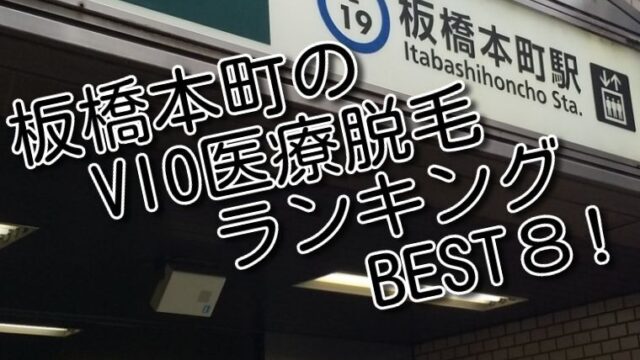 19
板橋本町駅
Itabashihoncho Sta.
板橋本町の
VIO医療脱毛
ランキング
BEST８！